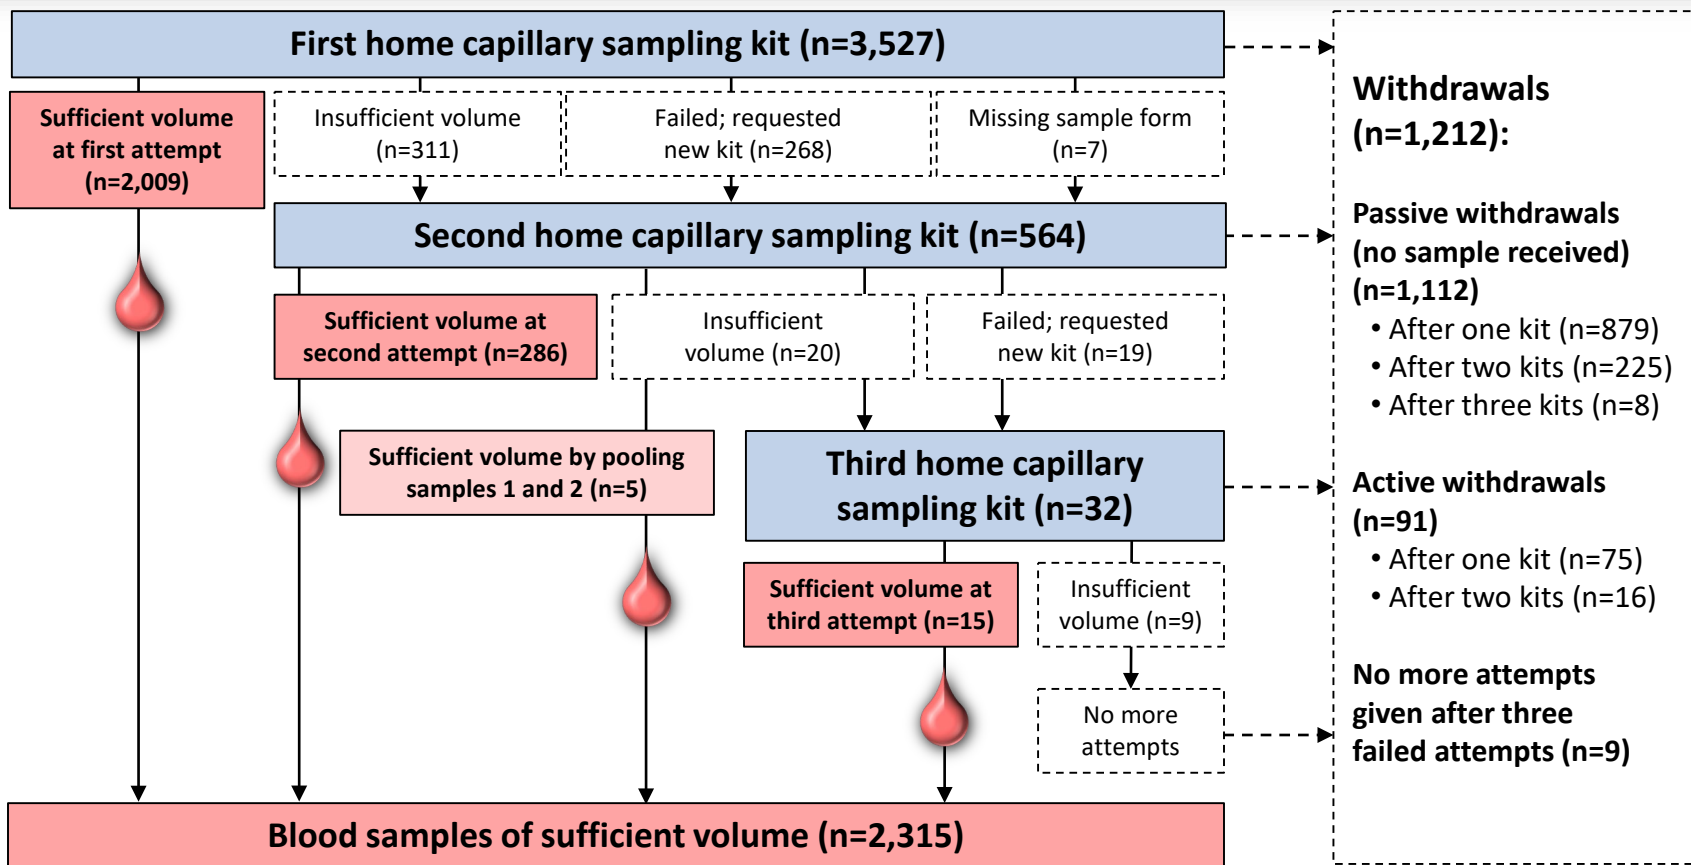 First home capillary sampling kit (n=3,527)
Sufficient volume
at first attempt
(n=2,009)
Insufficient volume
(n=311)
Failed; requested
new kit (n=268)
Missing sample form
(n=7)
Second home capillary sampling kit (n=564)
Sufficient volume at
second attempt (n=286)
Insufficient
volume (n=20)
Failed; requested
new kit (n=19)
Sufficient volume by pooling
samples 1 and 2 (n=5)
Third home capillary
sampling kit (n=32)
Sufficient volume at
third attempt (n=15)
Insufficient
volume (n=9)
No more
attempts
Blood samples of sufficient volume (n=2,315)
Withdrawals
(n=1,212):
Passive withdrawals
(no sample received)
(n=1,112)
• After one kit (n=879)
• After two kits (n=225)
• After three kits (n=8)
Active withdrawals
(n=91)
• After one kit (n=75)
• After two kits (n=16)
No more attempts
given after three
failed attempts (n=9)